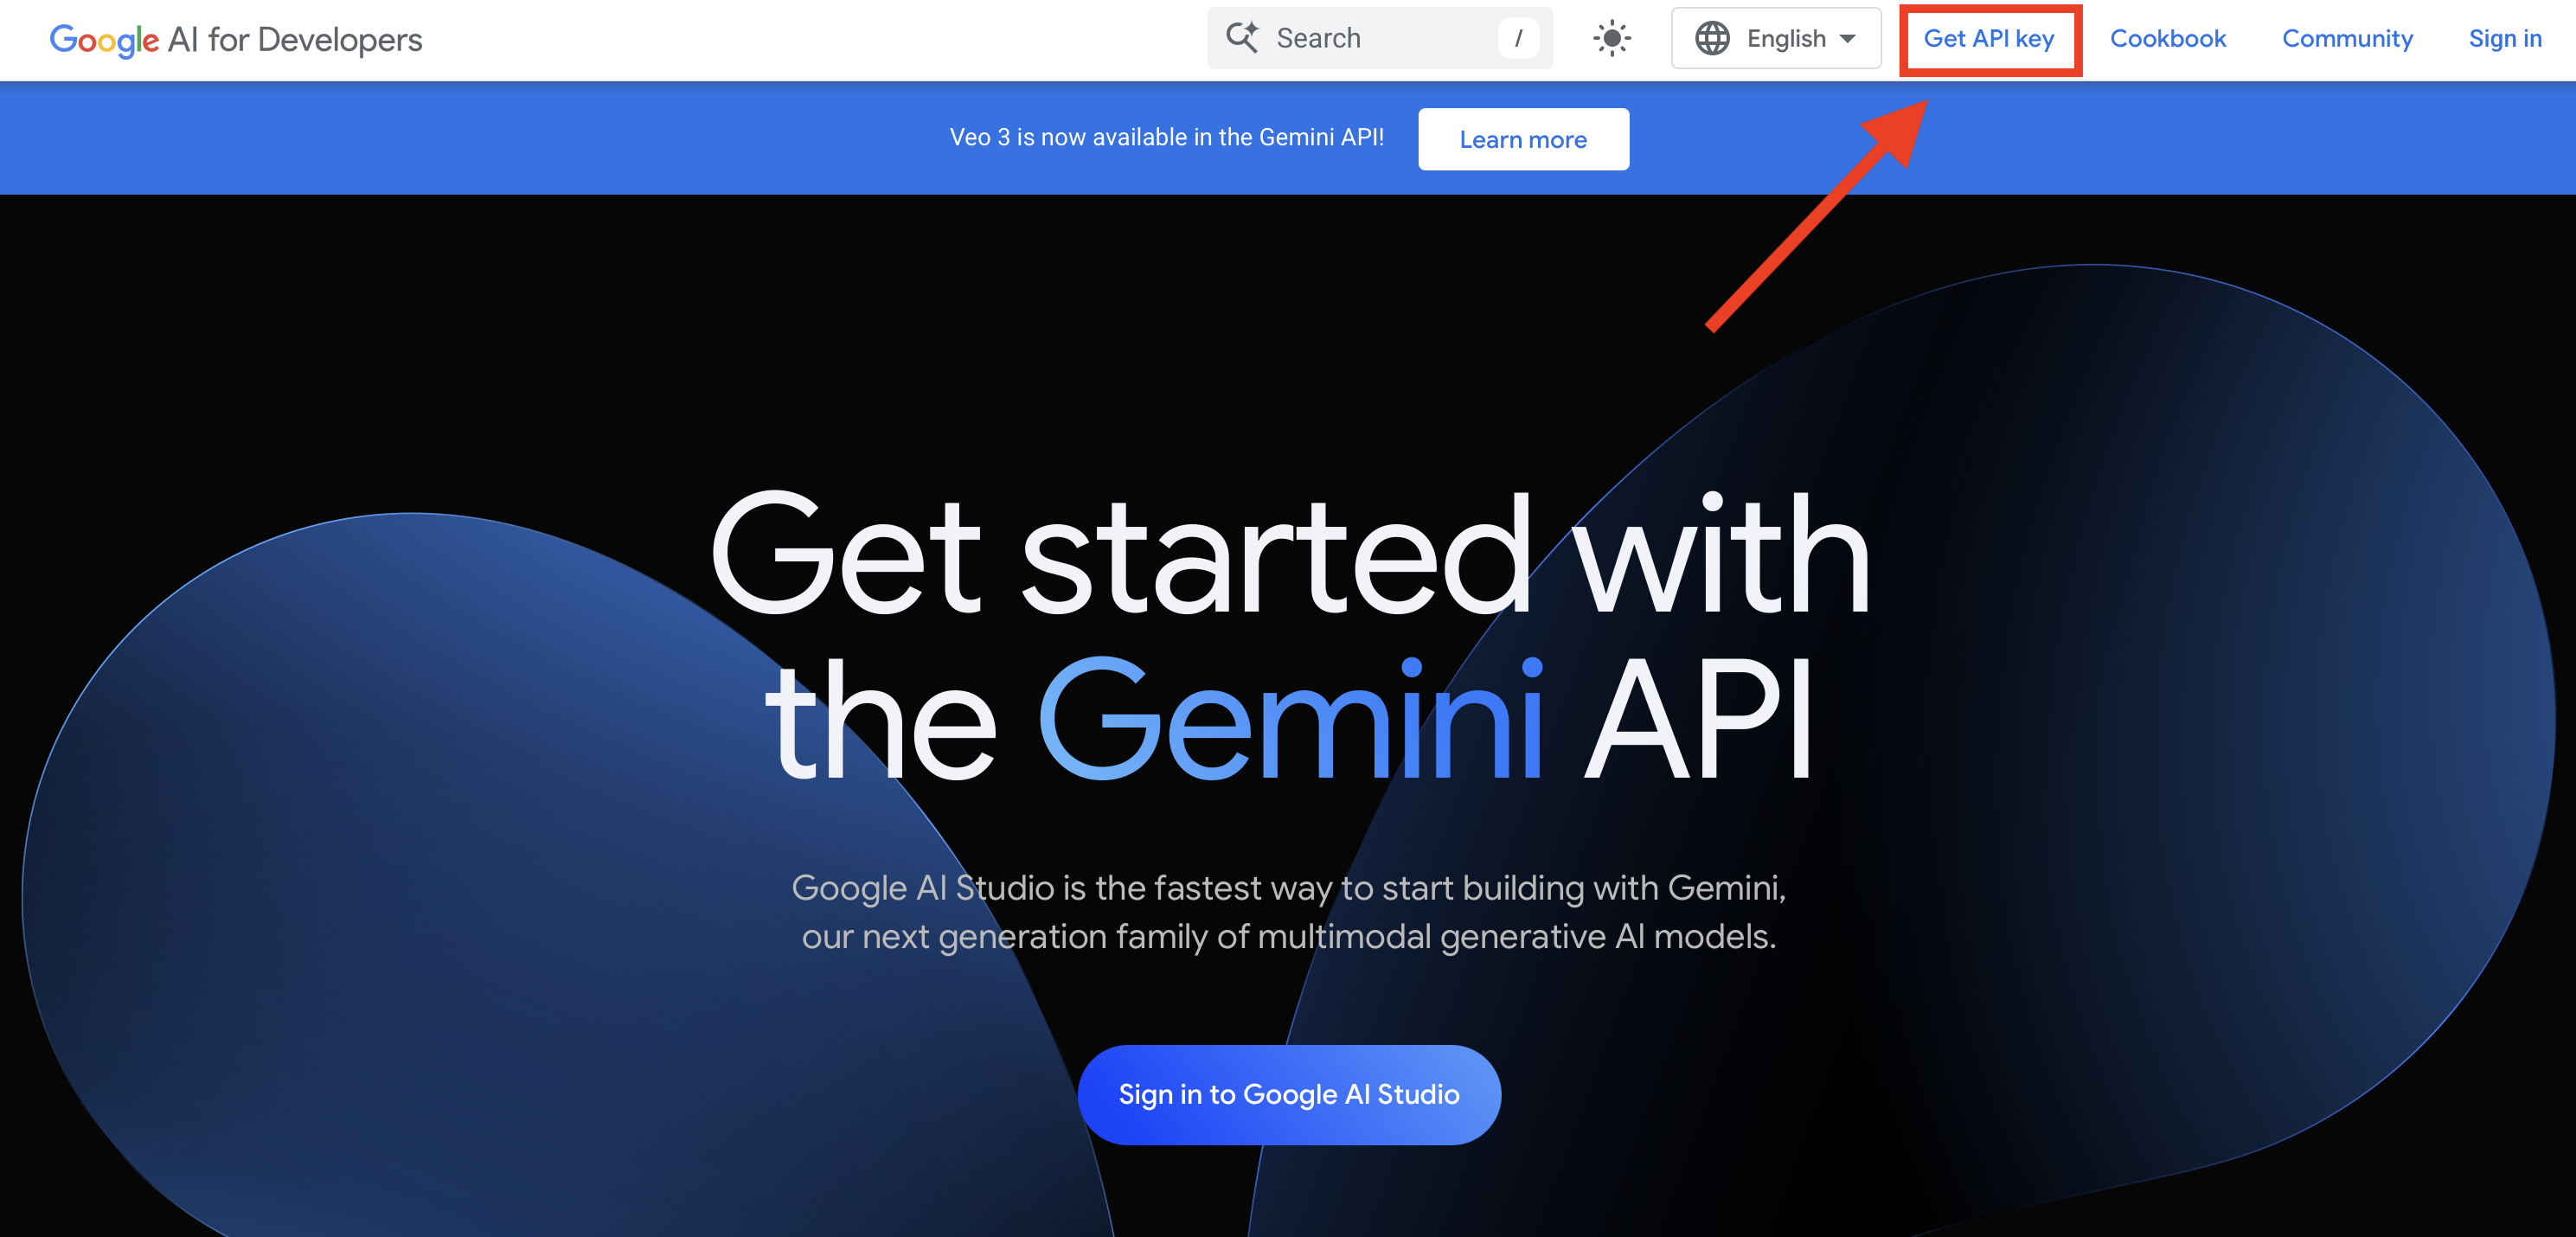 Google AI for Developers
Search /
English
Get API key
Cookbook
Community
Sign in
Veo 3 is now available in the Gemini API!
Learn more
Get started with
the Gemini API
Google AI Studio is the fastest way to start building with Gemini,
our next generation family of multimodal generative AI models.
Sign in to Google AI Studio